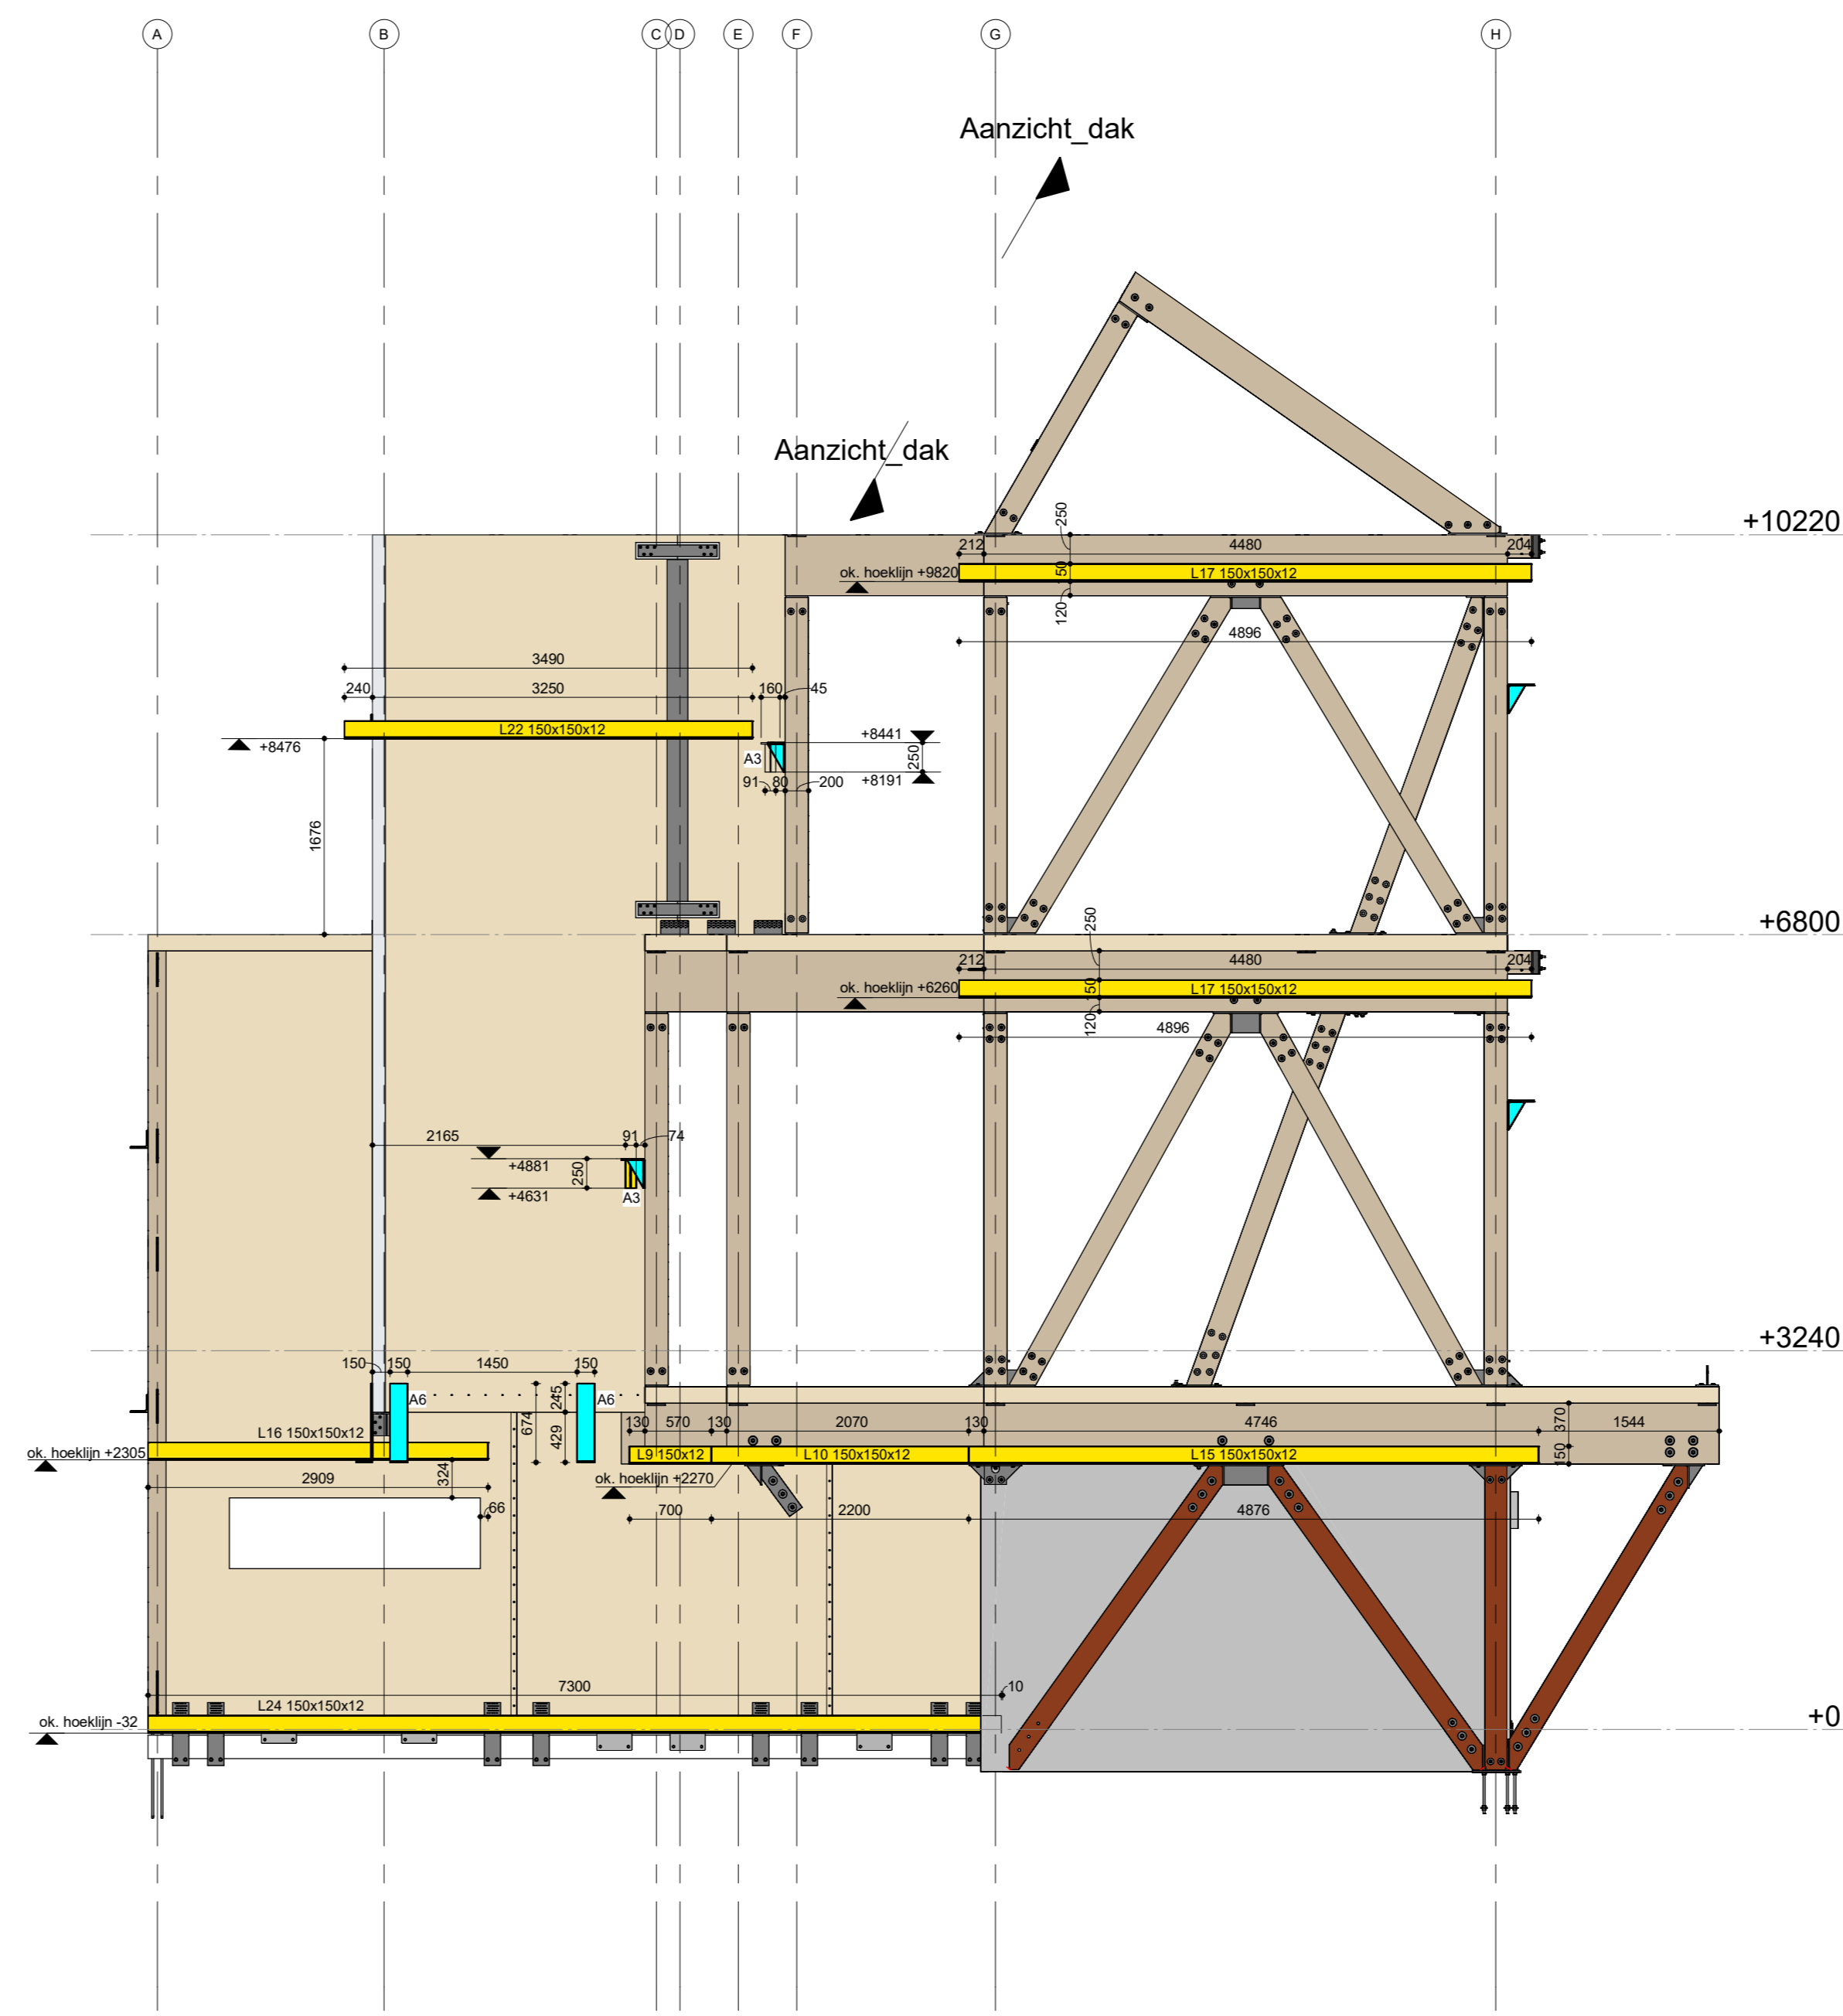 A B C D E F G H
Aanzicht_dak
Aanzicht_dak
+10220
250
212 4480 204
ok. hoeklijn +9820 150 L17 150x150x12
120
4896
3490
240 3250 160 45
L22 150x150x12
+8476
+8441
A3 250
91 80 200 +8191
1676
+6800
250
212 4480 204
ok. hoeklijn +6260 150 L17 150x150x12
120
4896
2165 91 74
+4881
250
+4631 A3
+3240
150 150 1450 150
A6 A6
674 245
429
L16 150x150x12
130 570 130 2070 130 4746 370 1544
ok. hoeklijn +2305
L9 150x12 L10 150x150x12 L15 150x150x12 150
324
ok. hoeklijn +2270
2909
66
700 2200 4876
7300 10
L24 150x150x12
ok. hoeklijn -32
+0